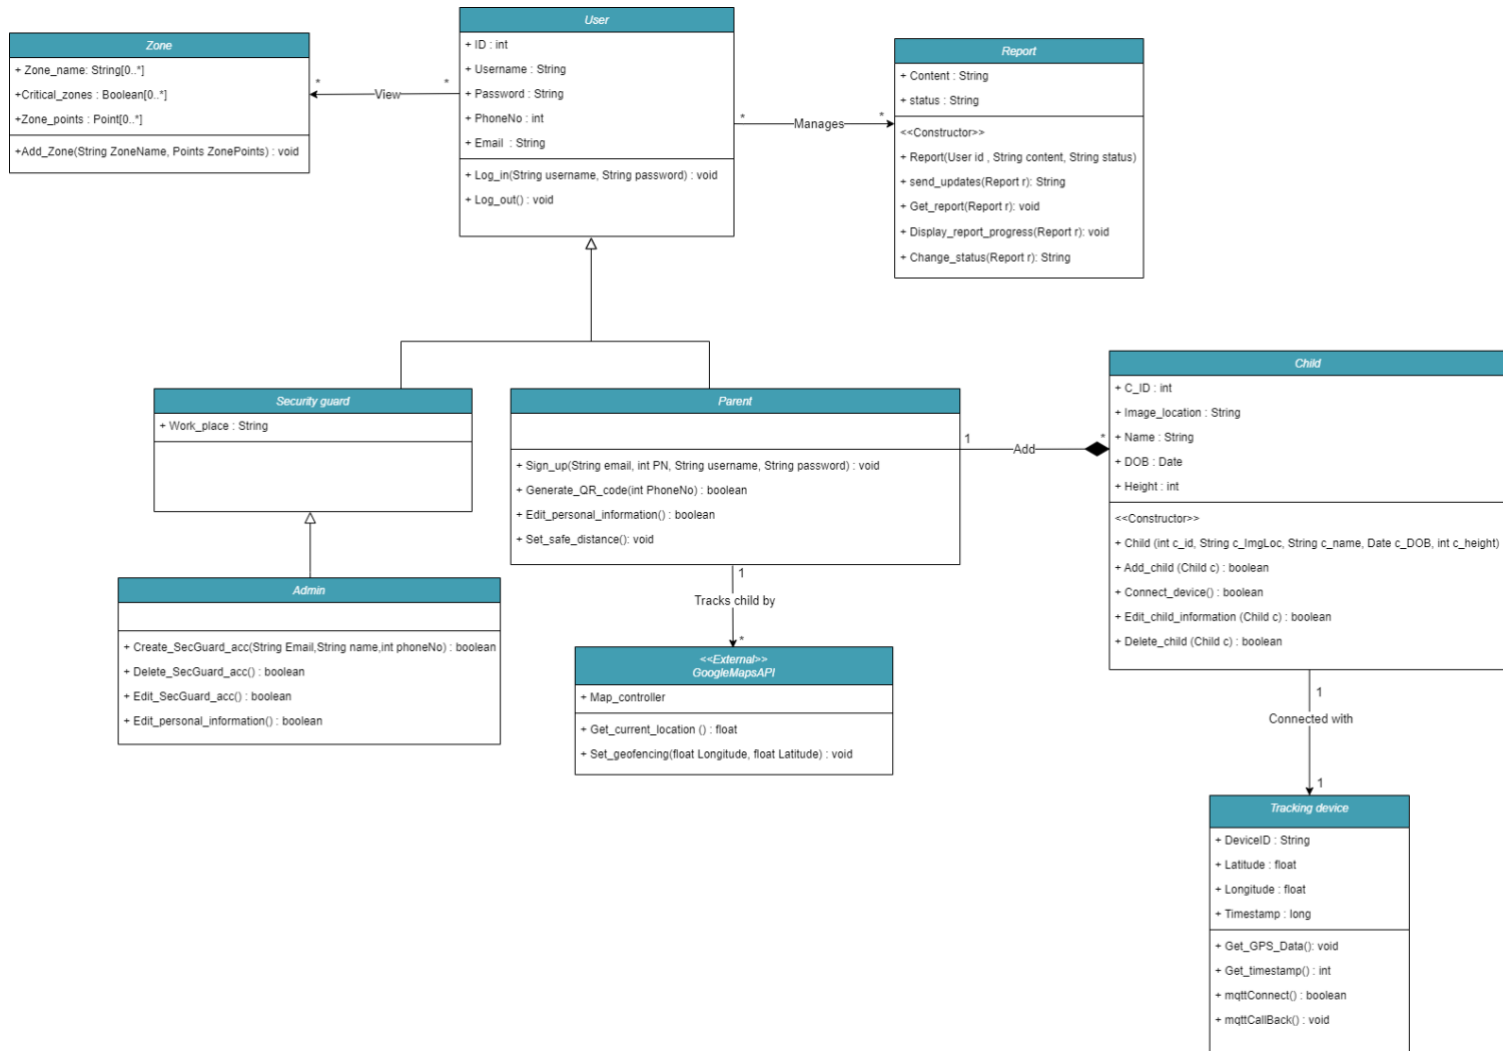 Zone
+ Zone_name: String[0..*]
+Critical_zones : Boolean[0..*]
+Zone_points : Point[0..*]
+Add_Zone(String ZoneName, Points ZonePoints) : void
*
View
*
User
+ ID : int
+ Username : String
+ Password : String
+ PhoneNo : int
+ Email : String
+ Log_in(String username, String password) : void
+ Log_out() : void
*
Manages
*
Report
+ Content : String
+ status : String
<<Constructor>>
+ Report(User id , String content, String status)
+ send_updates(Report r): String
+ Get_report(Report r): void
+ Display_report_progress(Report r): void
+ Change_status(Report r): String
Security guard
+ Work_place : String
Parent
+ Sign_up(String email, int PN, String username, String password) : void
+ Generate_QR_code(int PhoneNo) : boolean
+ Edit_personal_information() : boolean
+ Set_safe_distance(): void
1
Add
*
Child
+ C_ID : int
+ Image_location : String
+ Name : String
+ DOB : Date
+ Height : int
<<Constructor>>
+ Child (int c_id, String c_ImgLoc, String c_name, Date c_DOB, int c_height)
+ Add_child (Child c) : boolean
+ Connect_device() : boolean
+ Edit_child_information (Child c) : boolean
+ Delete_child (Child c) : boolean
Admin
+ Create_SecGuard_acc(String Email,String name,int phoneNo) : boolean
+ Delete_SecGuard_acc() : boolean
+ Edit_SecGuard_acc() : boolean
+ Edit_personal_information() : boolean
1
Tracks child by
*
<<External>>
GoogleMapsAPI
+ Map_controller
+ Get_current_location () : float
+ Set_geofencing(float Longitude, float Latitude) : void
1
Connected with
1
Tracking device
+ DeviceID : String
+ Latitude : float
+ Longitude : float
+ Timestamp : long
+ Get_GPS_Data(): void
+ Get_timestamp() : int
+ mqttConnect() : boolean
+ mqttCallBack() : void